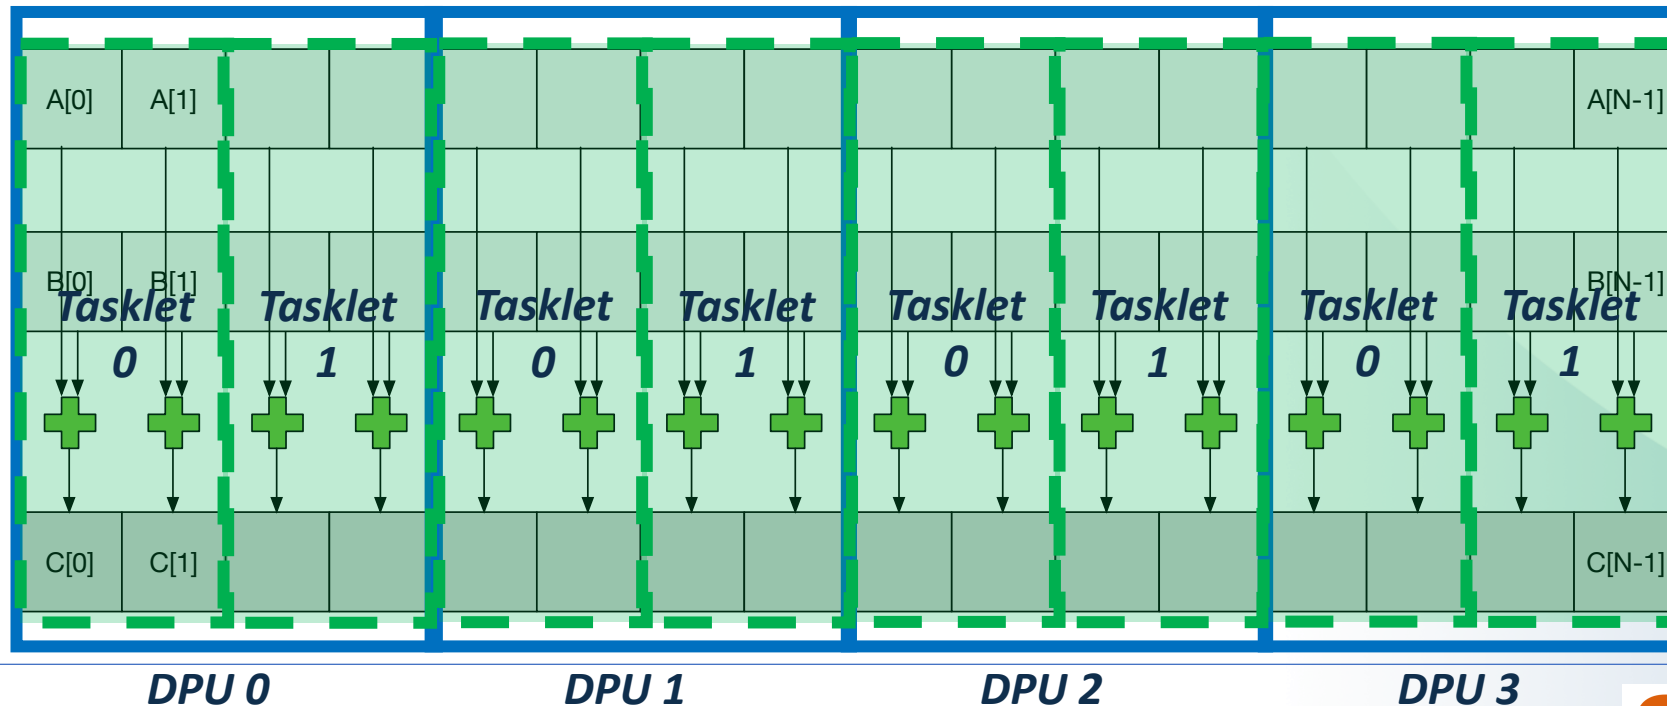 A[0] A[1] A[N-1]
B[0] B[1] B[N-1]
Tasklet Tasklet Tasklet Tasklet Tasklet Tasklet Tasklet Tasklet
0 1 0 1 0 1 0 1
C[0] C[1] C[N-1]
DPU 0 DPU 1 DPU 2 DPU 3